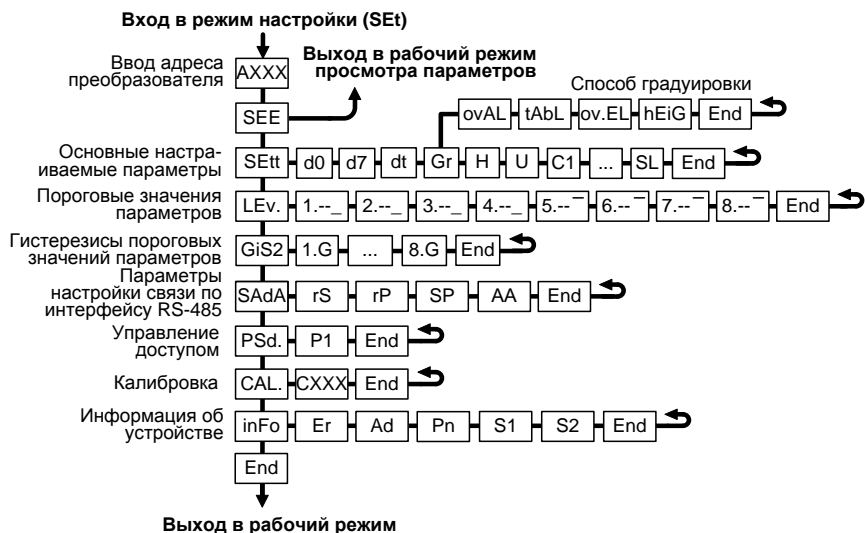 Вход в режим настройки (SEt)
Ввод адреса
преобразователя
AXXX
Выход в рабочий режим
просмотра параметров
SEE
Способ градуировки
ovAL tAbL ov.EL hEiG End
Основные настра-
иваемые параметры
SEtt d0 d7 dt Gr H U C1 ... SL End
Пороговые значения
параметров
LEv. 1.--_ 2.--_ 3.--_ 4.--_ 5.--¯ 6.--¯ 7.--¯ 8.--¯ End
Гистерезисы пороговых
значений параметров
GiS2 1.G ... 8.G End
Параметры
настройки связи по
интерфейсу RS-485
SAdA rS rP SP AA End
Управление
доступом
PSd. P1 End
Калибровка
CAL. CXXX End
Информация об
устройстве
inFo Er Ad Pn S1 S2 End
End
Выход в рабочий режим